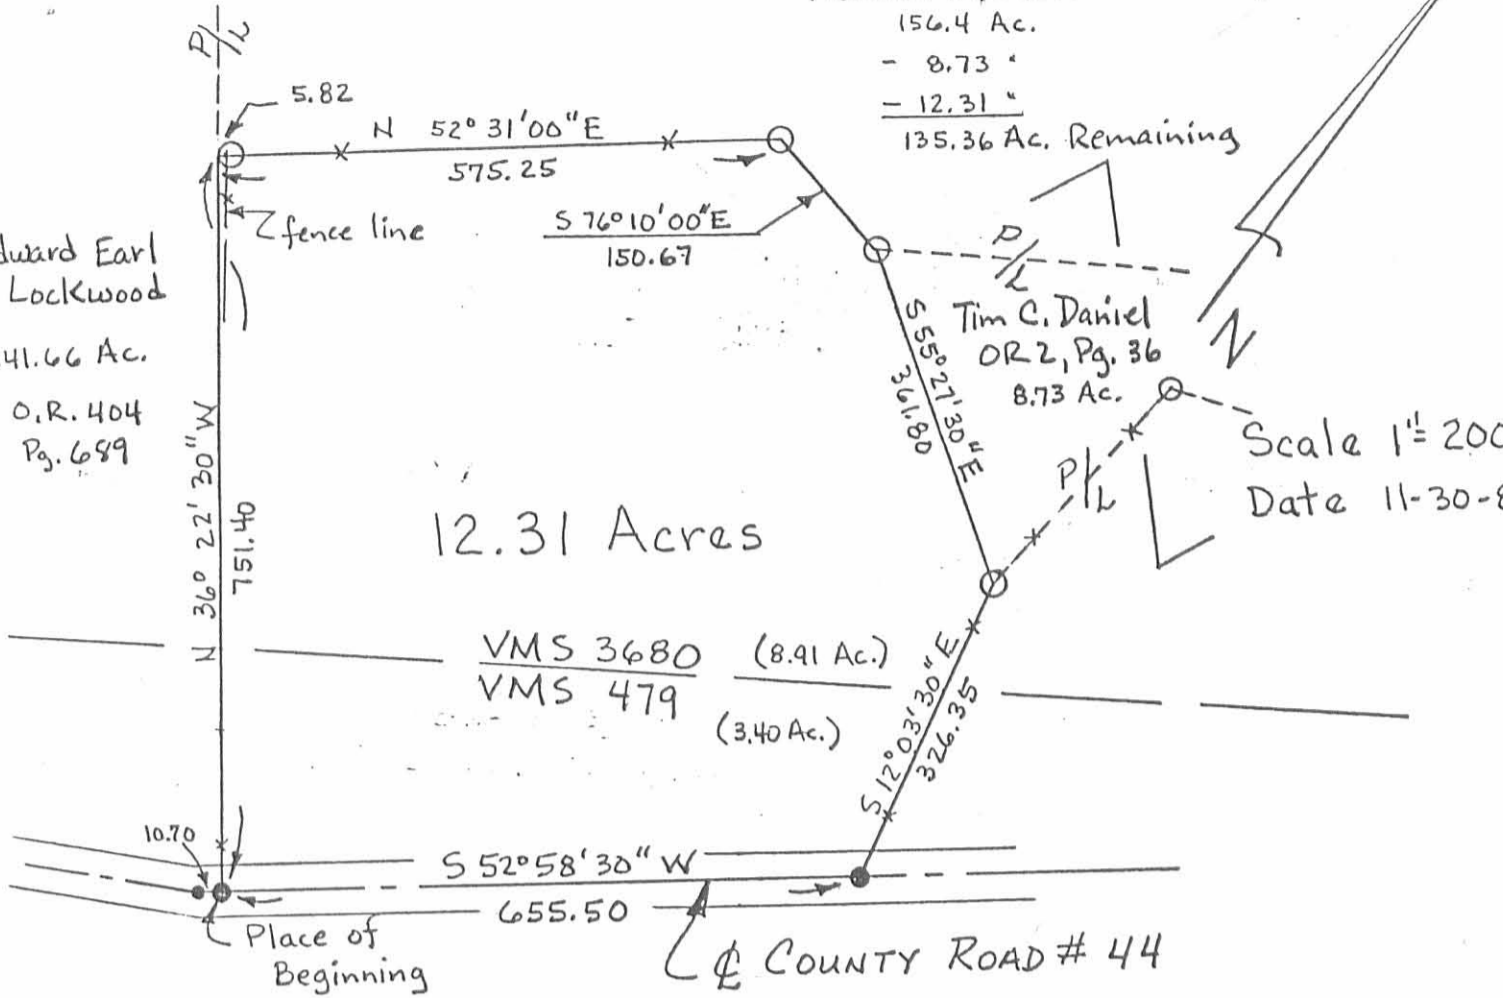 156.4 Ac.
- 8.73 "
- 12.31 "
135.36 Ac. Remaining
P/L
5.82
N 52° 31' 00" E
575.25
fence line
S 76° 10' 00" E
150.67
Earl
Lockwood
41.66 Ac.
O.R. 404
Pg. 689
P/L
Tim C. Daniel
OR 2, Pg. 36
8.73 Ac.
N
S 55° 27' 30" E
361.80
P/L
Scale 1" = 200
Date 11-30-8
N 36° 22' 30" W
751.40
12.31 Acres
VMS 3680 (8.91 Ac.)
VMS 479 (3.40 Ac.)
S 12° 03' 30" E
326.35
10.70
S 52° 58' 30" W
655.50
Place of
Beginning
℄ COUNTY ROAD # 44